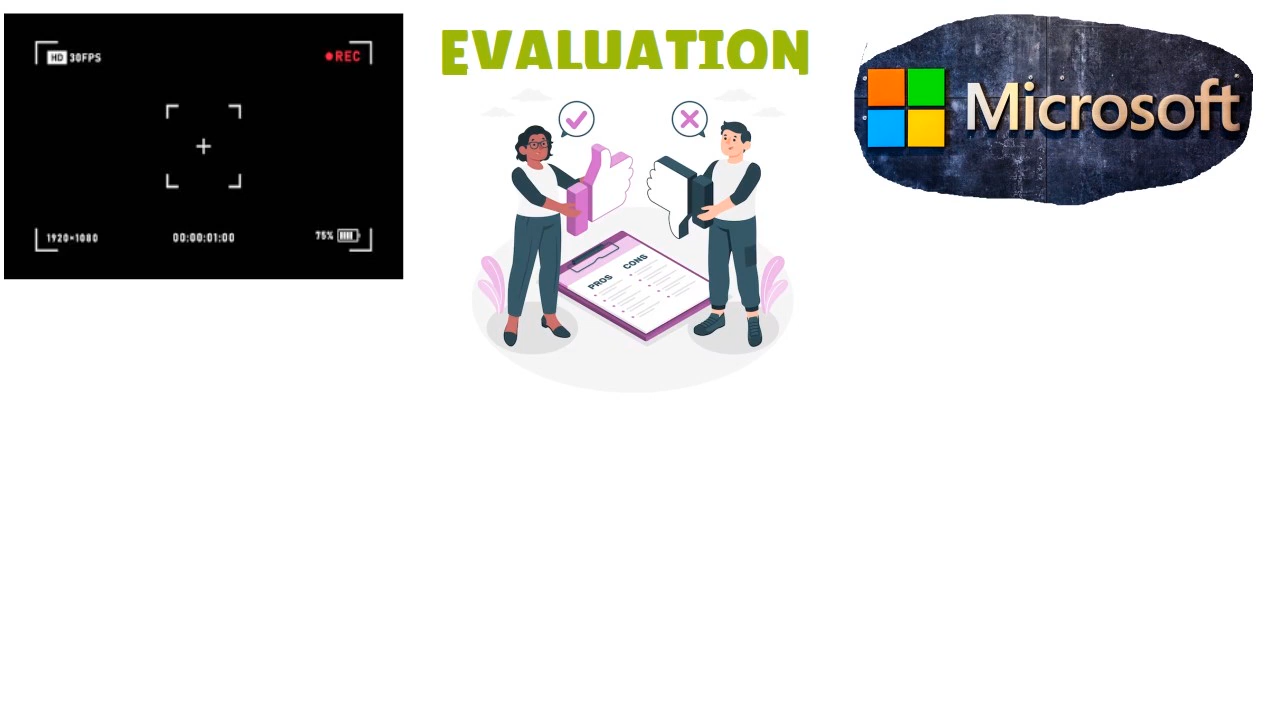 HD 30FPS
REC
1920×1080
00:00:01:00
75%
EVALUATION
PROS
CONS
Microsoft